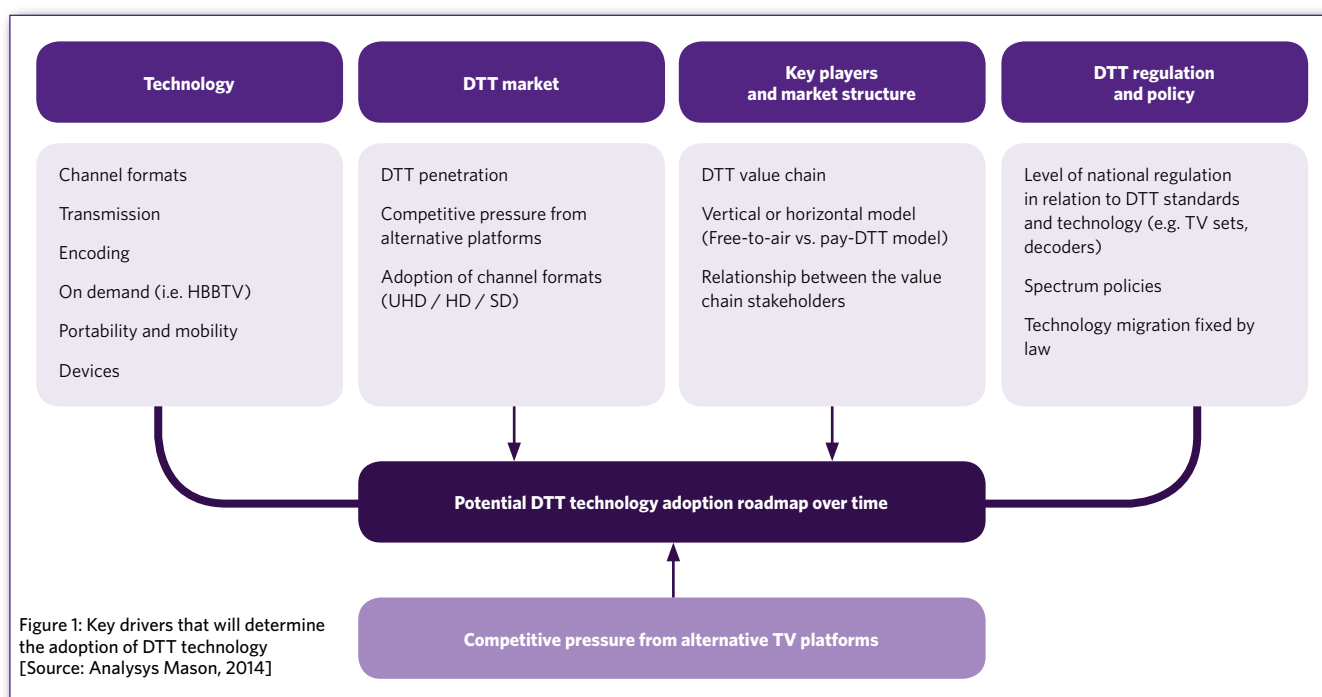 Technology
DTT market
Key players
and market structure
DTT regulation
and policy
Channel formats
Transmission
Encoding
On demand (i.e. HBBTV)
Portability and mobility
Devices
DTT penetration
Competitive pressure from
alternative platforms
Adoption of channel formats
(UHD / HD / SD)
DTT value chain
Vertical or horizontal model
(Free-to-air vs. pay-DTT model)
Relationship between the value
chain stakeholders
Level of national regulation
in relation to DTT standards
and technology (e.g. TV sets,
decoders)
Spectrum policies
Technology migration fixed by
law
Potential DTT technology adoption roadmap over time
Competitive pressure from alternative TV platforms
Figure 1: Key drivers that will determine
the adoption of DTT technology
[Source: Analysys Mason, 2014]